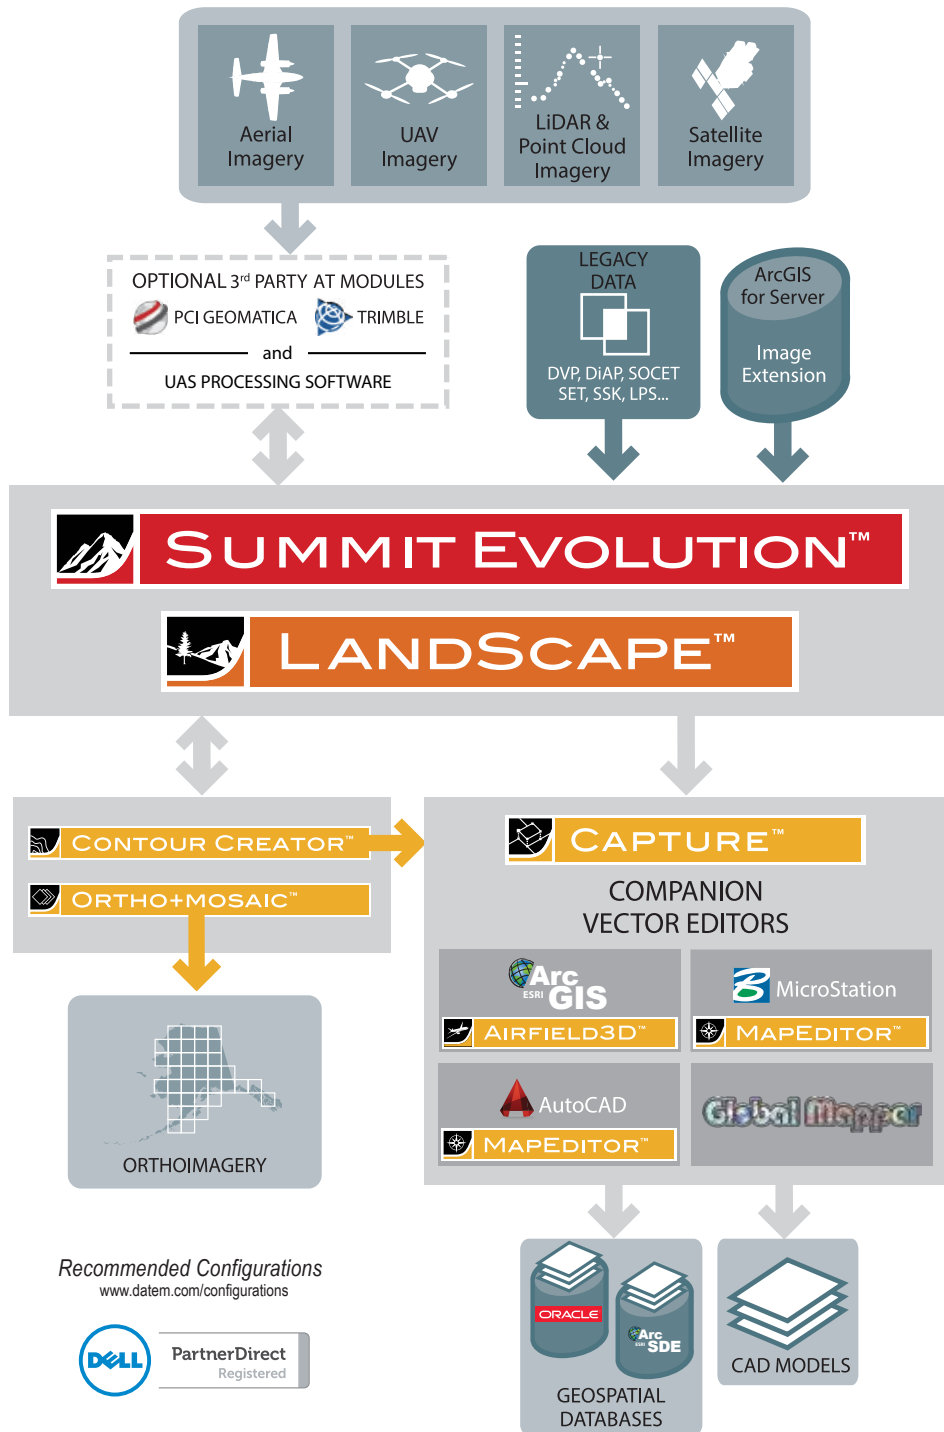 Aerial
Imagery
UAV
Imagery
LiDAR &
Point Cloud
Imagery
Satellite
Imagery
OPTIONAL 3rd PARTY AT MODULES
PCI GEOMATICA
TRIMBLE
and
UAS PROCESSING SOFTWARE
LEGACY
DATA
DVP, DiAP, SOCET
SET, SSK, LPS...
ArcGIS
for Server
Image
Extension
SUMMIT EVOLUTION™
LANDSCAPE™
CONTOUR CREATOR™
ORTHO+MOSAIC™
CAPTURE™
COMPANION
VECTOR EDITORS
Arc
ESRI GIS
AIRFIELD3D™
MicroStation
MAPEDITOR™
AutoCAD
MAPEDITOR™
Global Mapper
ORTHOIMAGERY
ORACLE
Arc
ESRI SDE
GEOSPATIAL
DATABASES
CAD MODELS
Recommended Configurations
www.datem.com/configurations
DELL
PartnerDirect
Registered